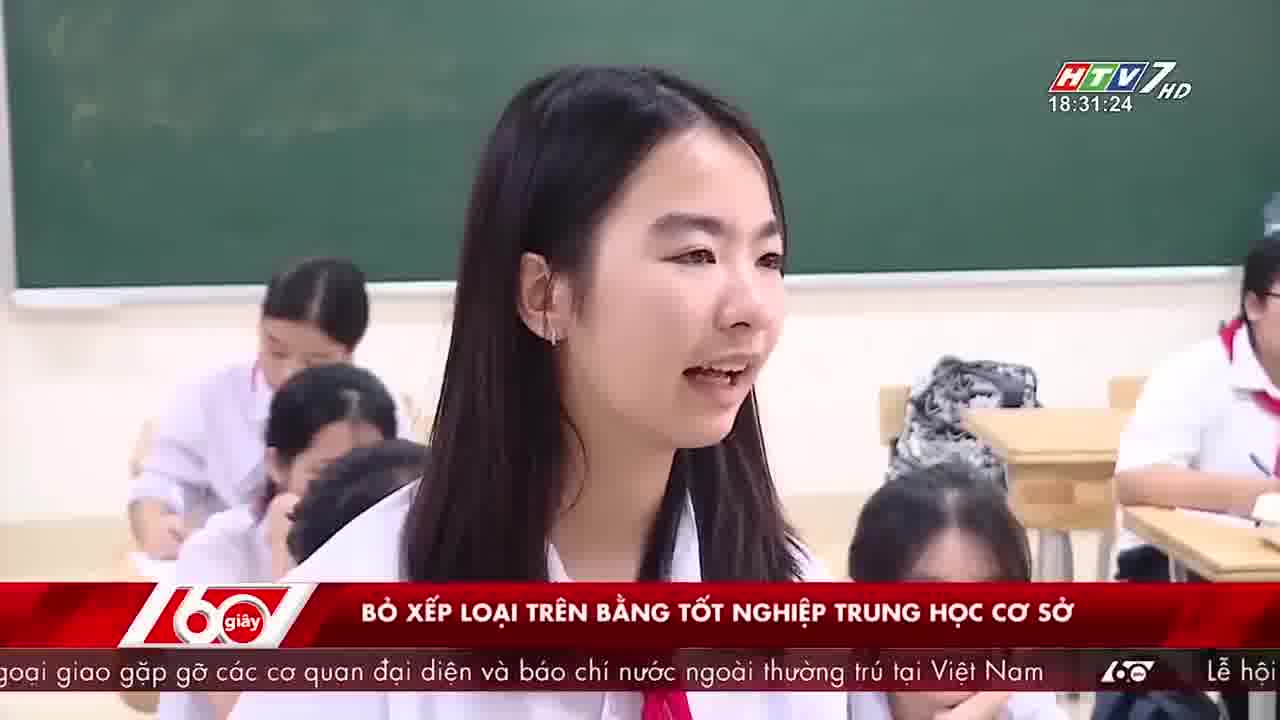 HTV7 HD
18:31:24
60 giây
BỎ XẾP LOẠI TRÊN BẰNG TỐT NGHIỆP TRUNG HỌC CƠ SỞ
goại giao gặp gỡ các cơ quan đại diện và báo chí nước ngoài thường trú tại Việt Nam 60 giây Lễ hội